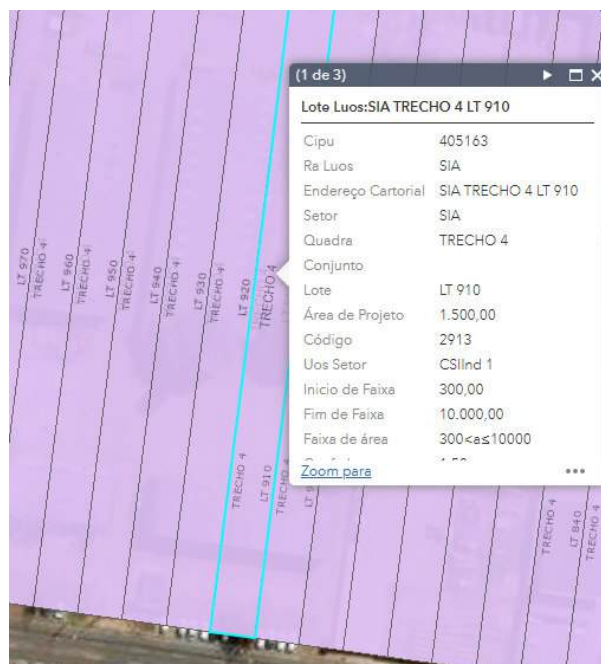 (1 de 3)
Lote Luos:SIA TRECHO 4 LT 910
Cipu 405163
Ra Luos SIA
Endereço Cartorial SIA TRECHO 4 LT 910
Setor SIA
Quadra TRECHO 4
Conjunto
Lote LT 910
Área de Projeto 1.500,00
Código 2913
Uos Setor CSIInd 1
Inicio de Faixa 300,00
Fim de Faixa 10.000,00
Faixa de área 300<a≤10000
Zoom para
LT 970
TRECHO 4
LT 960
TRECHO 4
LT 950
TRECHO 4
LT 940
TRECHO 4
LT 930
TRECHO 4
LT 920
TRECHO 4
TRECHO 4
LT 910
TRECHO 4
TRECHO 4
LT 840
TRECHO 4